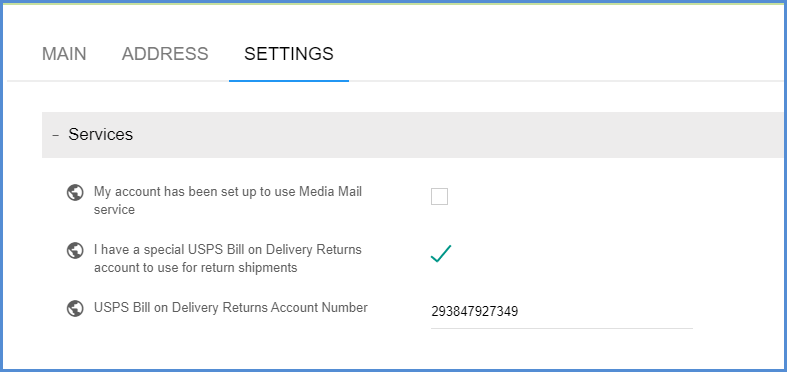 MAIN ADDRESS SETTINGS
− Services
My account has been set up to use Media Mail
service
I have a special USPS Bill on Delivery Returns
account to use for return shipments
USPS Bill on Delivery Returns Account Number 293847927349